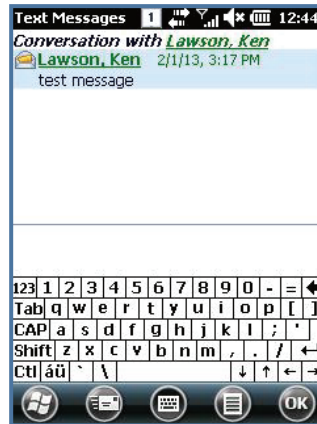 Text Messages 1 12:44
Conversation with Lawson, Ken
Lawson, Ken 2/1/13, 3:17 PM
test message
123 1 2 3 4 5 6 7 8 9 0 - = ←
Tab q w e r t y u i o p [ ]
CAP a s d f g h j k l ; '
Shift z x c v b n m , . / ↵
Ctl áü ` \ ↓ ↑ ← →
OK